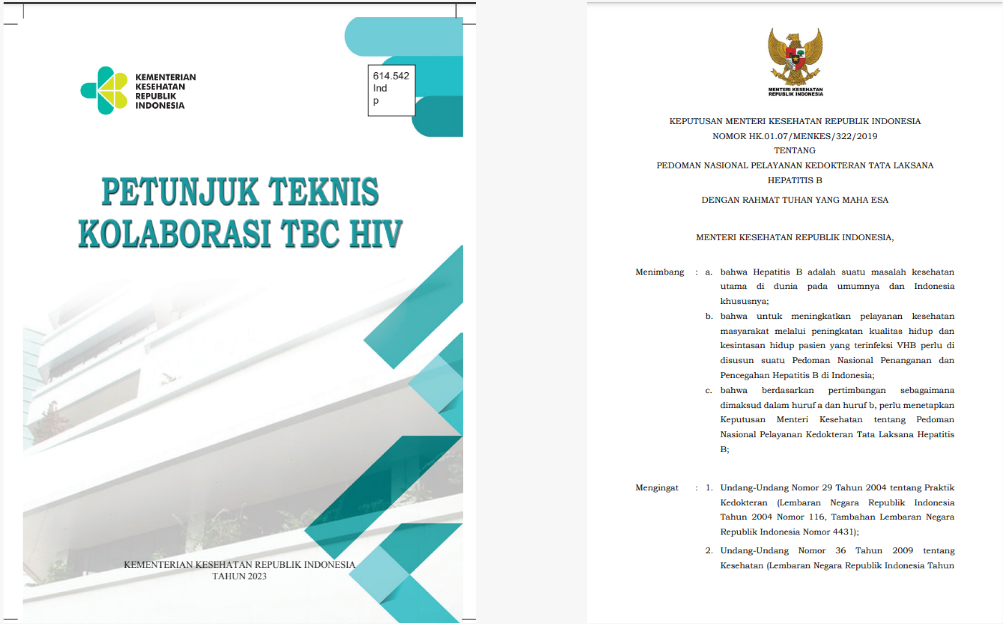 KEMENTERIAN
KESEHATAN
REPUBLIK
INDONESIA
614.542
Ind
p
PETUNJUK TEKNIS
KOLABORASI TBC HIV
KEMENTERIAN KESEHATAN REPUBLIK INDONESIA
TAHUN 2023
MENTERI KESEHATAN
REPUBLIK INDONESIA
KEPUTUSAN MENTERI KESEHATAN REPUBLIK INDONESIA
NOMOR HK.01.07/MENKES/322/2019
TENTANG
PEDOMAN NASIONAL PELAYANAN KEDOKTERAN TATA LAKSANA
HEPATITIS B
DENGAN RAHMAT TUHAN YANG MAHA ESA
MENTERI KESEHATAN REPUBLIK INDONESIA,
Menimbang : a. bahwa Hepatitis B adalah suatu masalah kesehatan
utama di dunia pada umumnya dan Indonesia
khususnya;
b. bahwa untuk meningkatkan pelayanan kesehatan
masyarakat melalui peningkatan kualitas hidup dan
kesintasan hidup pasien yang terinfeksi VHB perlu di
disusun suatu Pedoman Nasional Penanganan dan
Pencegahan Hepatitis B di Indonesia;
c. bahwa berdasarkan pertimbangan sebagaimana
dimaksud dalam huruf a dan huruf b, perlu menetapkan
Keputusan Menteri Kesehatan tentang Pedoman
Nasional Pelayanan Kedokteran Tata Laksana Hepatitis
B;
Mengingat : 1. Undang-Undang Nomor 29 Tahun 2004 tentang Praktik
Kedokteran (Lembaran Negara Republik Indonesia
Tahun 2004 Nomor 116, Tambahan Lembaran Negara
Republik Indonesia Nomor 4431);
2. Undang-Undang Nomor 36 Tahun 2009 tentang
Kesehatan (Lembaran Negara Republik Indonesia Tahun